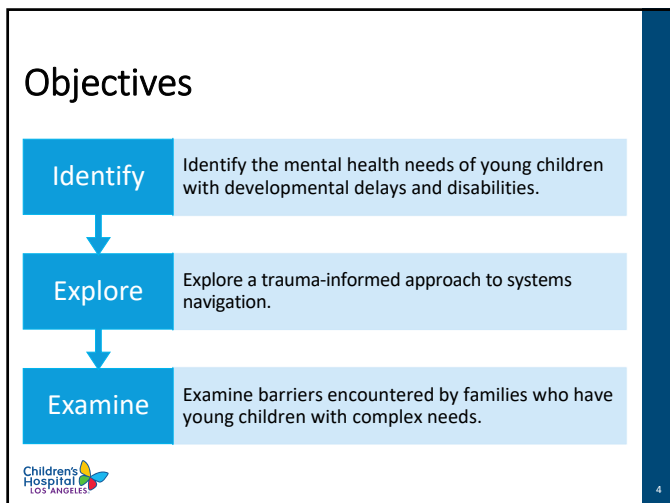 Objectives
Identify
Identify the mental health needs of young children
with developmental delays and disabilities.
Explore
Explore a trauma-informed approach to systems
navigation.
Examine
Examine barriers encountered by families who have
young children with complex needs.
Children's
Hospital
LOS ANGELES
4